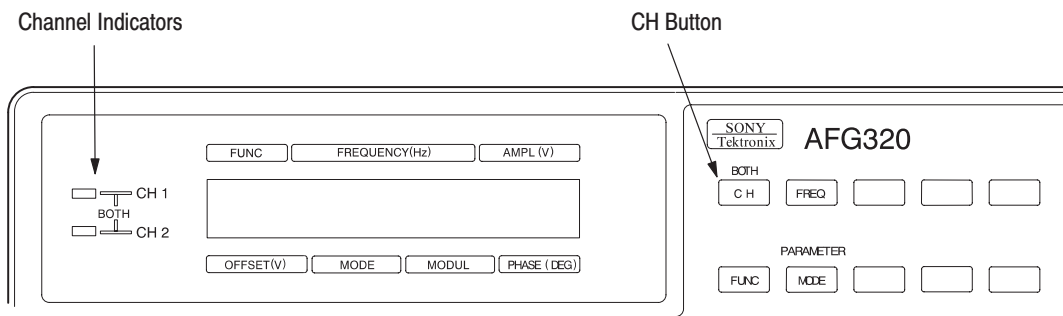 Channel Indicators
CH Button
SONY
Tektronix
AFG320
FUNC
FREQUENCY(Hz)
AMPL (V)
CH 1
BOTH
CH 2
OFFSET(V)
MODE
MODUL
PHASE ( DEG)
BOTH
C H
FREQ
PARAMETER
FUNC
MODE